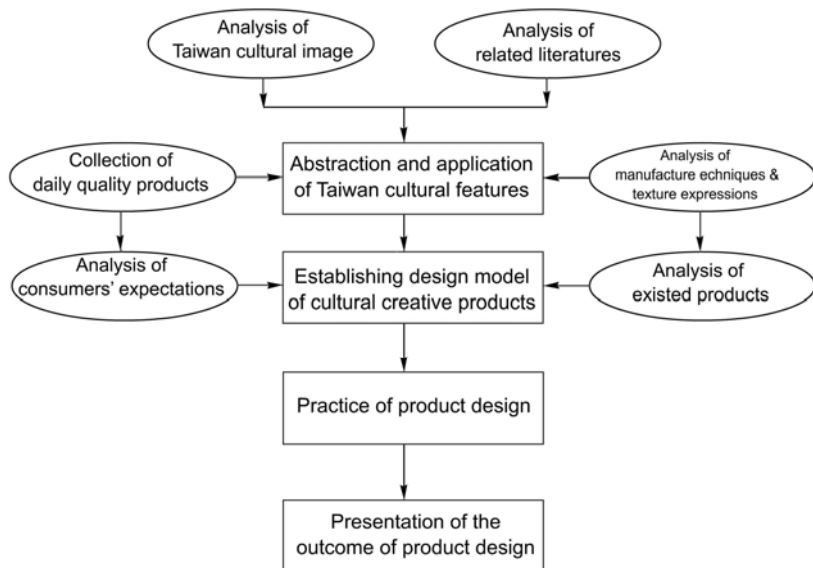 Analysis of
Taiwan cultural image
Analysis of
related literatures
Collection of
daily quality products
Abstraction and application
of Taiwan cultural features
Analysis of
manufacture echniques &
texture expressions
Analysis of
consumers’ expectations
Establishing design model
of cultural creative products
Analysis of
existed products
Practice of product design
Presentation of the
outcome of product design